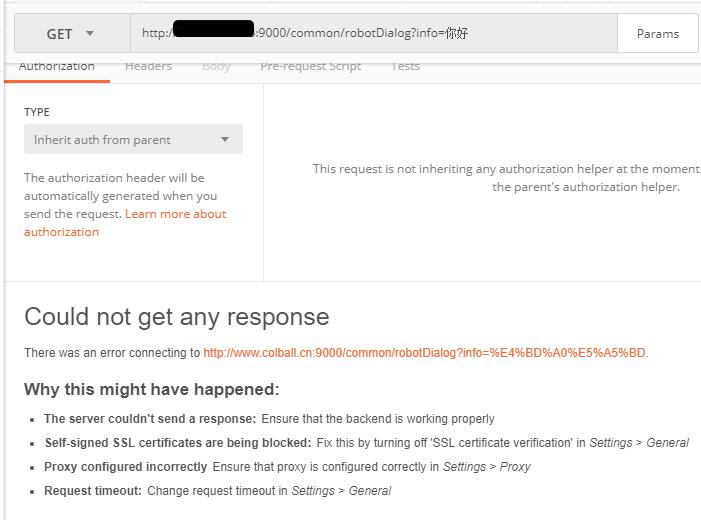 GET http:/ :9000/common/robotDialog?info=你好 Params
Authorization Headers Body Pre-request Script Tests
TYPE
Inherit auth from parent
The authorization header will be
automatically generated when you
send the request. Learn more about
authorization
This request is not inheriting any authorization helper at the moment
the parent's authorization helper.
Could not get any response
There was an error connecting to http://www.colball.cn:9000/common/robotDialog?info=%E4%BD%A0%E5%A5%BD.
Why this might have happened:
The server couldn't send a response: Ensure that the backend is working properly
Self-signed SSL certificates are being blocked: Fix this by turning off 'SSL certificate verification' in Settings > General
Proxy configured incorrectly Ensure that proxy is configured correctly in Settings > Proxy
Request timeout: Change request timeout in Settings > General